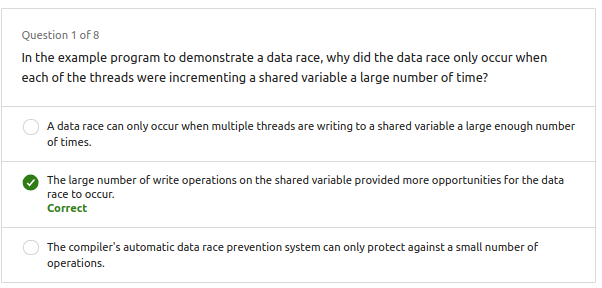 Question 1 of 8
In the example program to demonstrate a data race, why did the data race only occur when
each of the threads were incrementing a shared variable a large number of time?
A data race can only occur when multiple threads are writing to a shared variable a large enough number
of times.
The large number of write operations on the shared variable provided more opportunities for the data
race to occur.
Correct
The compiler's automatic data race prevention system can only protect against a small number of
operations.